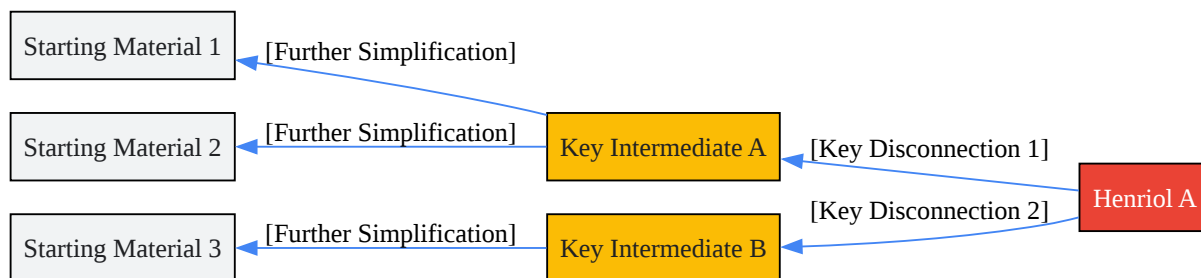 Starting Material 1
[Further Simplification]
Starting Material 2
[Further Simplification]
Key Intermediate A
[Key Disconnection 1]
Henriol A
[Key Disconnection 2]
Starting Material 3
[Further Simplification]
Key Intermediate B